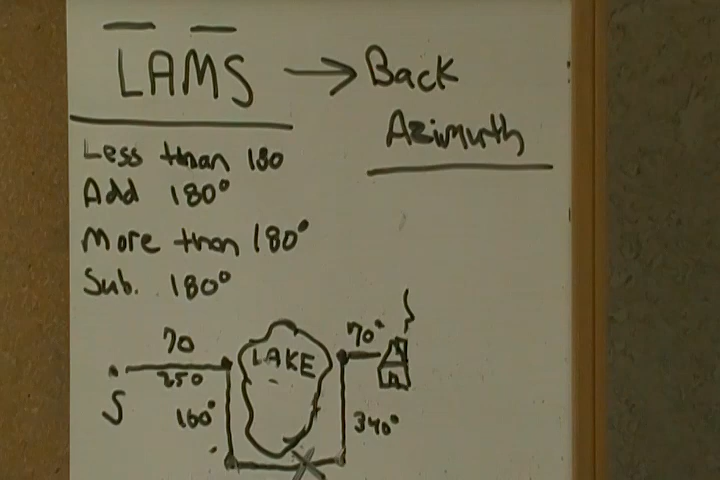 LAMS → Back
Azimuth
Less than 180
Add 180°
More than 180°
Sub. 180°
70
250
S
160°
LAKE
70°
340°